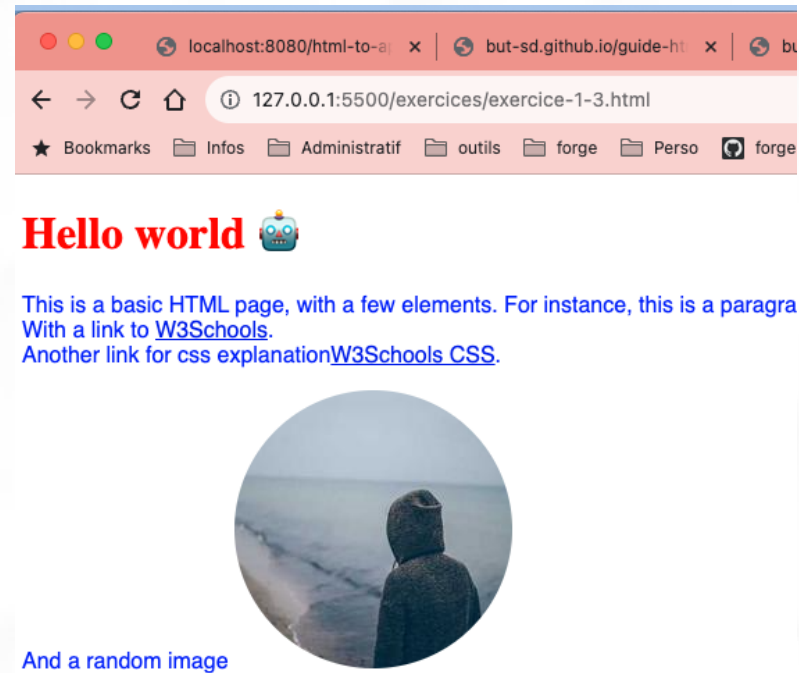 localhost:8080/html-to-a
but-sd.github.io/guide-ht
bu
127.0.0.1:5500/exercices/exercice-1-3.html
Bookmarks Infos Administratif outils forge Perso forge
Hello world 🤖
This is a basic HTML page, with a few elements. For instance, this is a paragra
With a link to W3Schools.
Another link for css explanationW3Schools CSS.
And a random image